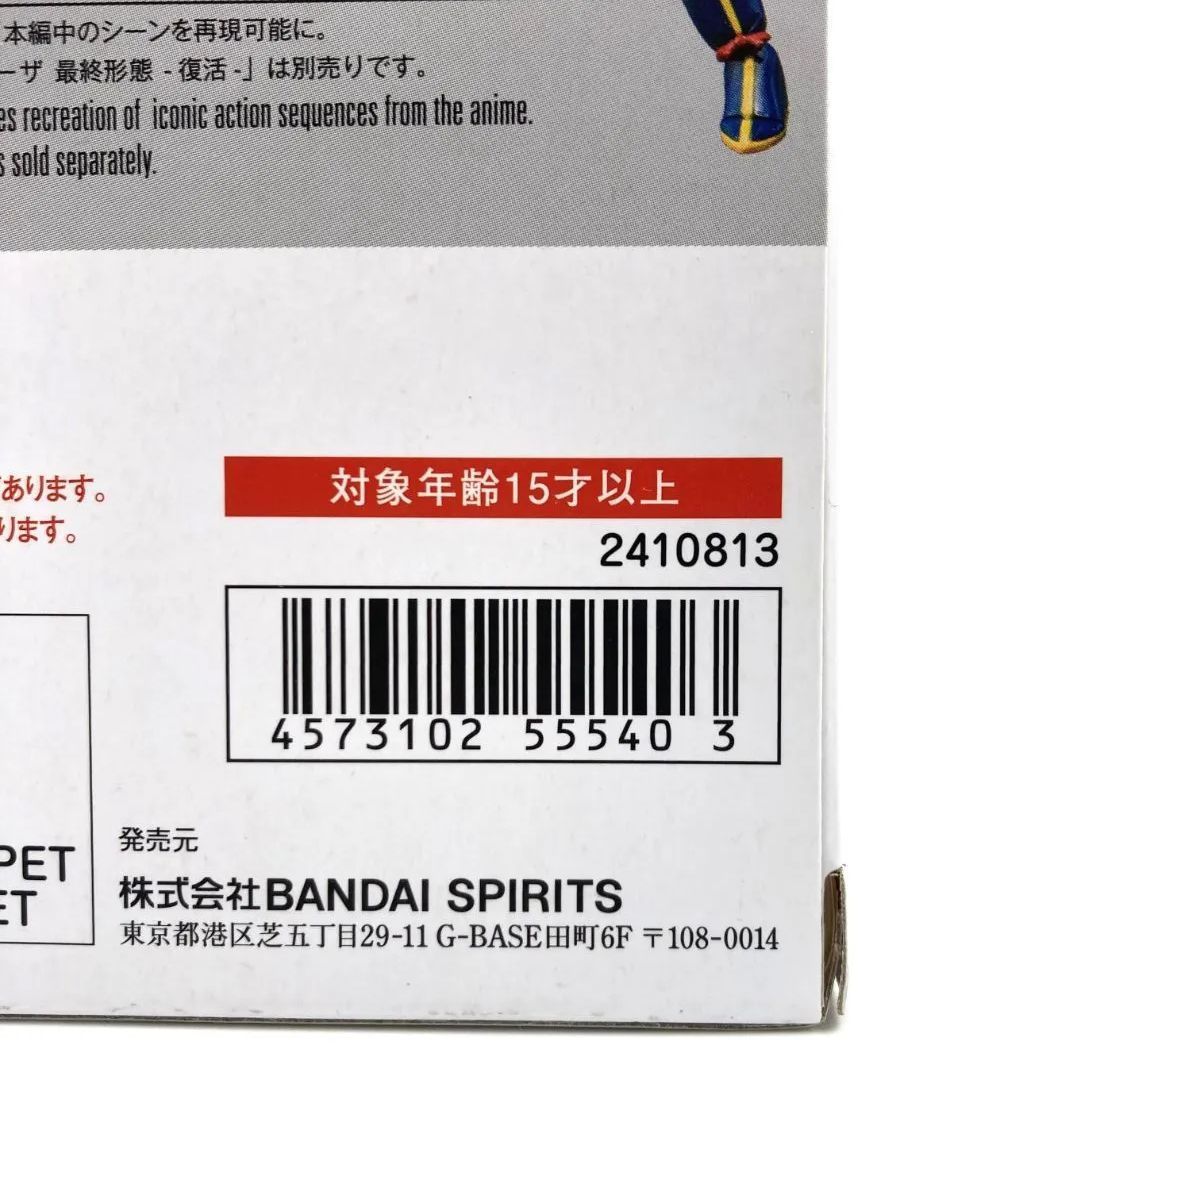 本編中のシーンを再現可能に。
ーザ 最終形態 -復活-」は別売りです。
es recreation of iconic action sequences from the anime.
s sold separately.
あります。
ります。
対象年齢15才以上
2410813
4573102 55540 3
PET
ET
発売元
株式会社BANDAI SPIRITS
東京都港区芝五丁目29-11 G-BASE田町6F 〒108-0014